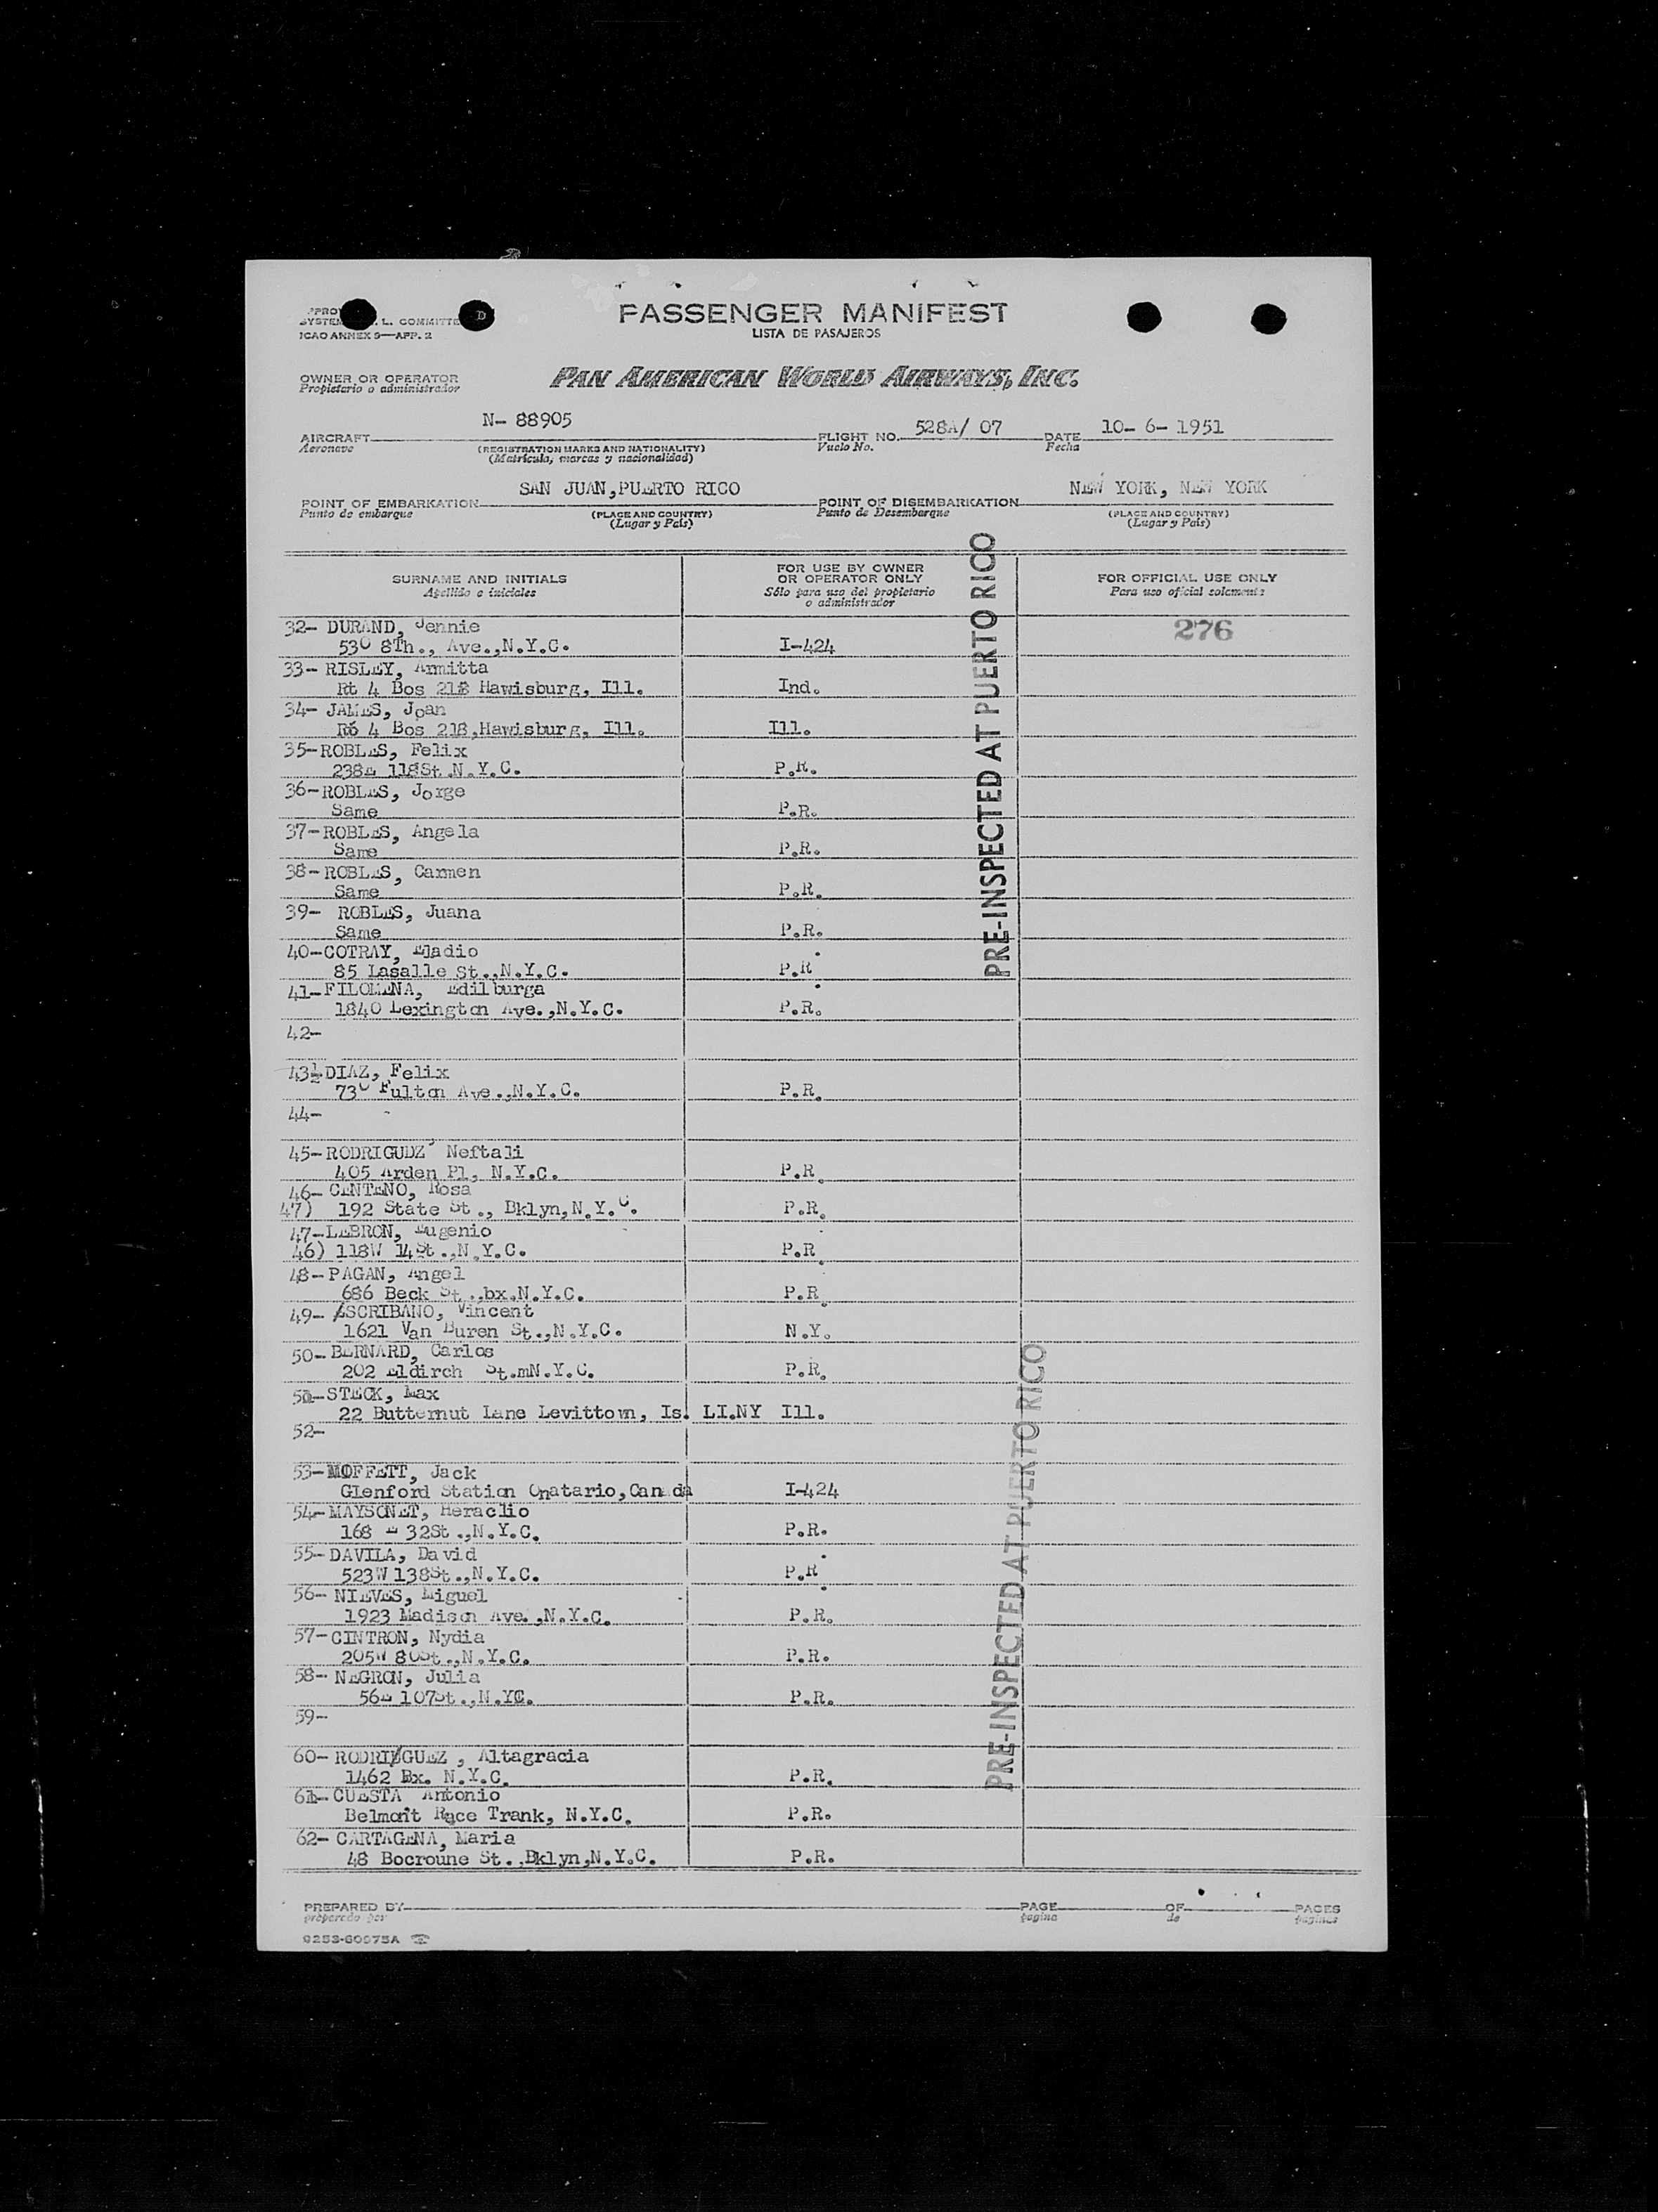 PASSENGER MANIFEST
LISTA DE PASAJEROS
L. COMMITTE
ICAO ANNEX 9—APP. 2
OWNER OR OPERATOR
Propietario o administrador
PAN AMERICAN WORLD AIRWAYS, INC.
AIRCRAFT N- 88905 FLIGHT NO. 528A/ 07 DATE 10- 6- 1951
Aeronave (REGISTRATION MARKS AND NATIONALITY) Vuelo No. Fecha
(Matrícula, marcas y nacionalidad)
POINT OF EMBARKATION SAN JUAN,PUERTO RICO POINT OF DISEMBARKATION NEW YORK, NEW YORK
Punto de embarque (PLACE AND COUNTRY) Punto de Desembarque (PLACE AND COUNTRY)
(Lugar y País) (Lugar y País)
SURNAME AND INITIALS
Apellido e iniciales
FOR USE BY OWNER
OR OPERATOR ONLY
Sólo para uso del propietario
o administrador
FOR OFFICIAL USE ONLY
Para uso oficial solamente
276
PRE-INSPECTED AT PUERTO RICO
32- DURAND, Jennie
530 8Th., Ave.,N.Y.C. I-424
33- RISLEY, Armitta
Rt 4 Bos 218 Hawisburg, Ill. Ind.
34- JAMES, Joan
4 Bos 218,Hawisburg, Ill. Ill.
35-ROBLES, Felix
238E 118St.N.Y.C. P.R.
36-ROBLES, Jorge
Same P.R.
37-ROBLES, Angela
Same P.R.
38-ROBLES, Carmen
Same P.R.
39- ROBLES, Juana
Same P.R.
40-COTRAY, Eladio
85 Lasalle St.,N.Y.C. P.R.
41-FILOMENA, Edilburga
1840 Lexington Ave.,N.Y.C. P.R.
42-
43½DIAZ, Felix
730 Fulton Ave.,N.Y.C. P.R.
44-
45-RODRIGUDZ Neftali
405 Arden Pl, N.Y.C. P.R
46- CENTENO, Rosa
47) 192 State St., Bklyn,N.Y.C. P.R.
47-LEBRON, Eugenio
46) 118W 14St.,N.Y.C. P.R.
48-PAGAN, Angel
686 Beck St.,bx.N.Y.C. P.R.
49- ESCRIBANO, Vincent
1621 Van Buren St.,N.Y.C. N.Y.
50-BERNARD, Carlos
202 Eldirch St.mN.Y.C. P.R.
51-STECK, Max
22 Butternut Lane Levittown, Is. LI.NY Ill.
52-
53-MOFFETT, Jack
Glenford Station Onatario,Canada I-424
54-MAYSONET, Heraclio
168 E 32St.,N.Y.C. P.R.
55-DAVILA, David
523W 138St.,N.Y.C. P.R.
56- NIEVES, Miguel
1923 Madison Ave.,N.Y.C. P.R.
57-CINTRON, Nydia
205W 80St.,N.Y.C. P.R.
58- NEGRON, Julia
56E 107St.,N.YC. P.R.
59-
60- RODRIGUEZ , Altagracia
1462 Bx. N.Y.C. P.R.
61-CUESTA Antonio
Belmont Race Trank, N.Y.C. P.R.
62- CARTAGENA, Maria
48 Bocroune St.,Bklyn,N.Y.C. P.R.
PRE-INSPECTED AT PUERTO RICO
PREPARED BY PAGE OF PAGES
preparado por página de páginas
9253-60075A